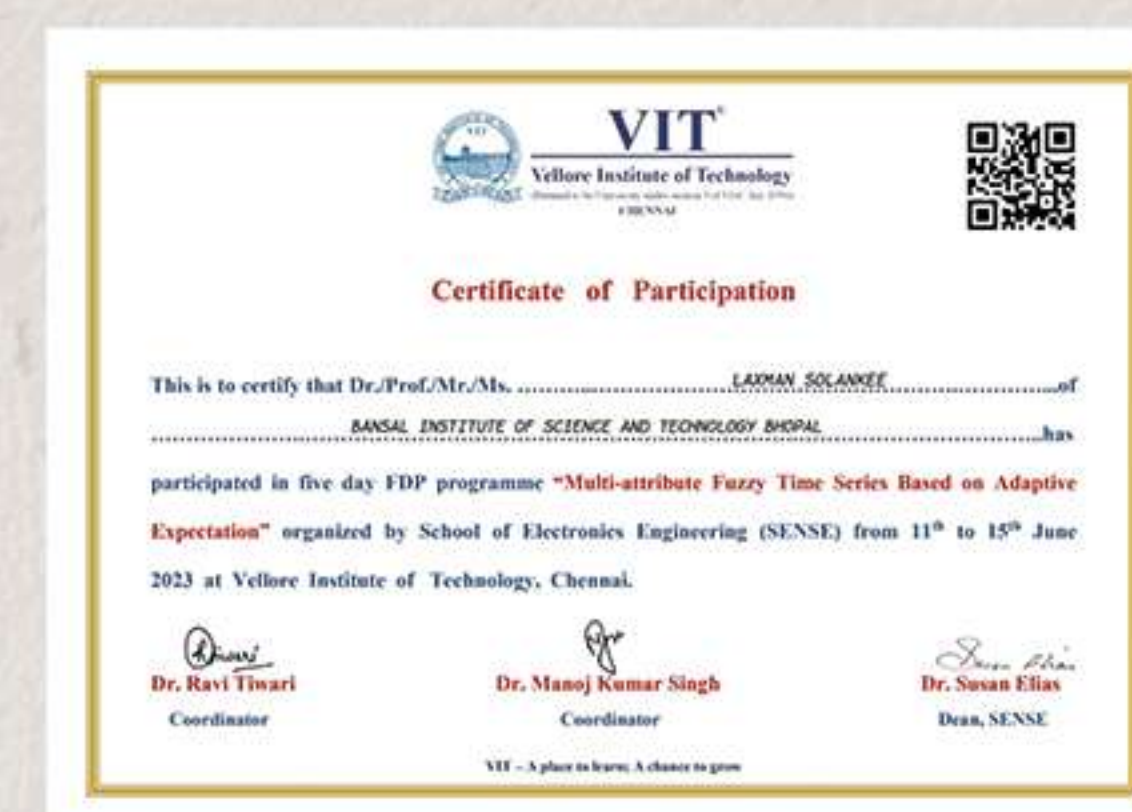 VIT
VIT
Vellore Institute of Technology
CHENNAI
Certificate of Participation
This is to certify that Dr./Prof./Mr./Ms. LAXMAN SOLANKEE of
BANSAL INSTITUTE OF SCIENCE AND TECHNOLOGY BHOPAL has
participated in five day FDP programme "Multi-attribute Fuzzy Time Series Based on Adaptive
Expectation" organized by School of Electronics Engineering (SENSE) from 11th to 15th June
2023 at Vellore Institute of Technology, Chennai.
Dr. Ravi Tiwari Dr. Manoj Kumar Singh Dr. Susan Elias
Coordinator Coordinator Dean, SENSE
VIT – A place to learn; A chance to grow